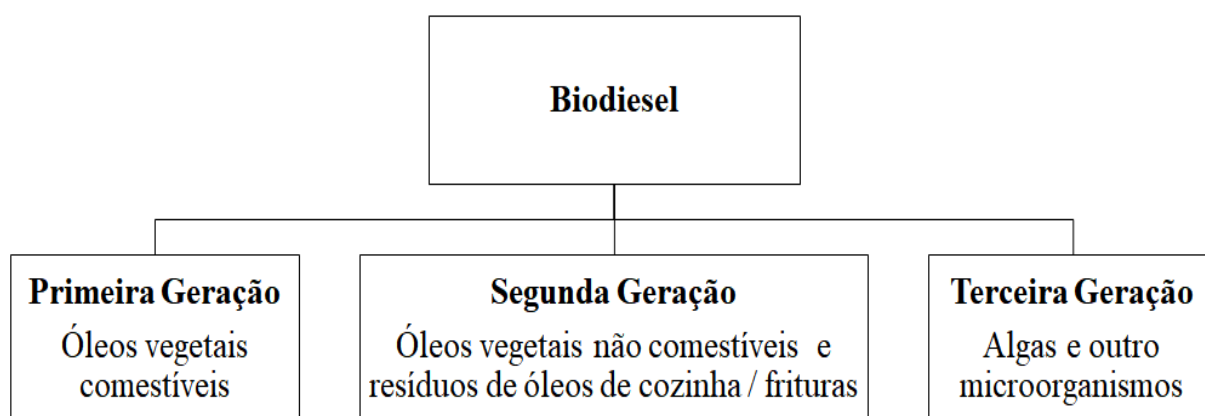 Biodiesel
Primeira Geração
Óleos vegetais
comestíveis
Segunda Geração
Óleos vegetais não comestíveis e
resíduos de óleos de cozinha / frituras
Terceira Geração
Algas e outro
microorganismos